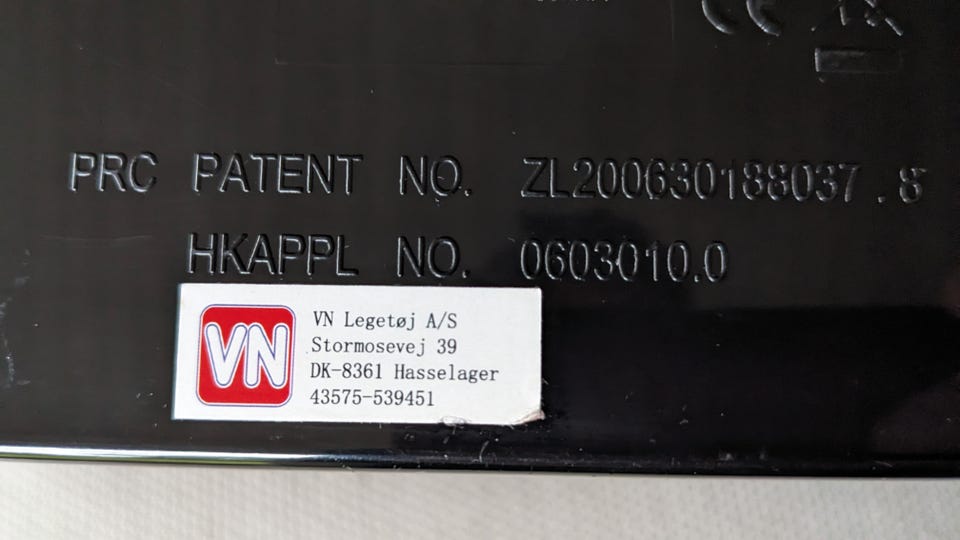 CE
PRC PATENT NO. ZL200630188037.8
HKAPPL NO. 0603010.0
VN
VN Legetøj A/S
Stormosevej 39
DK-8361 Hasselager
43575-539451